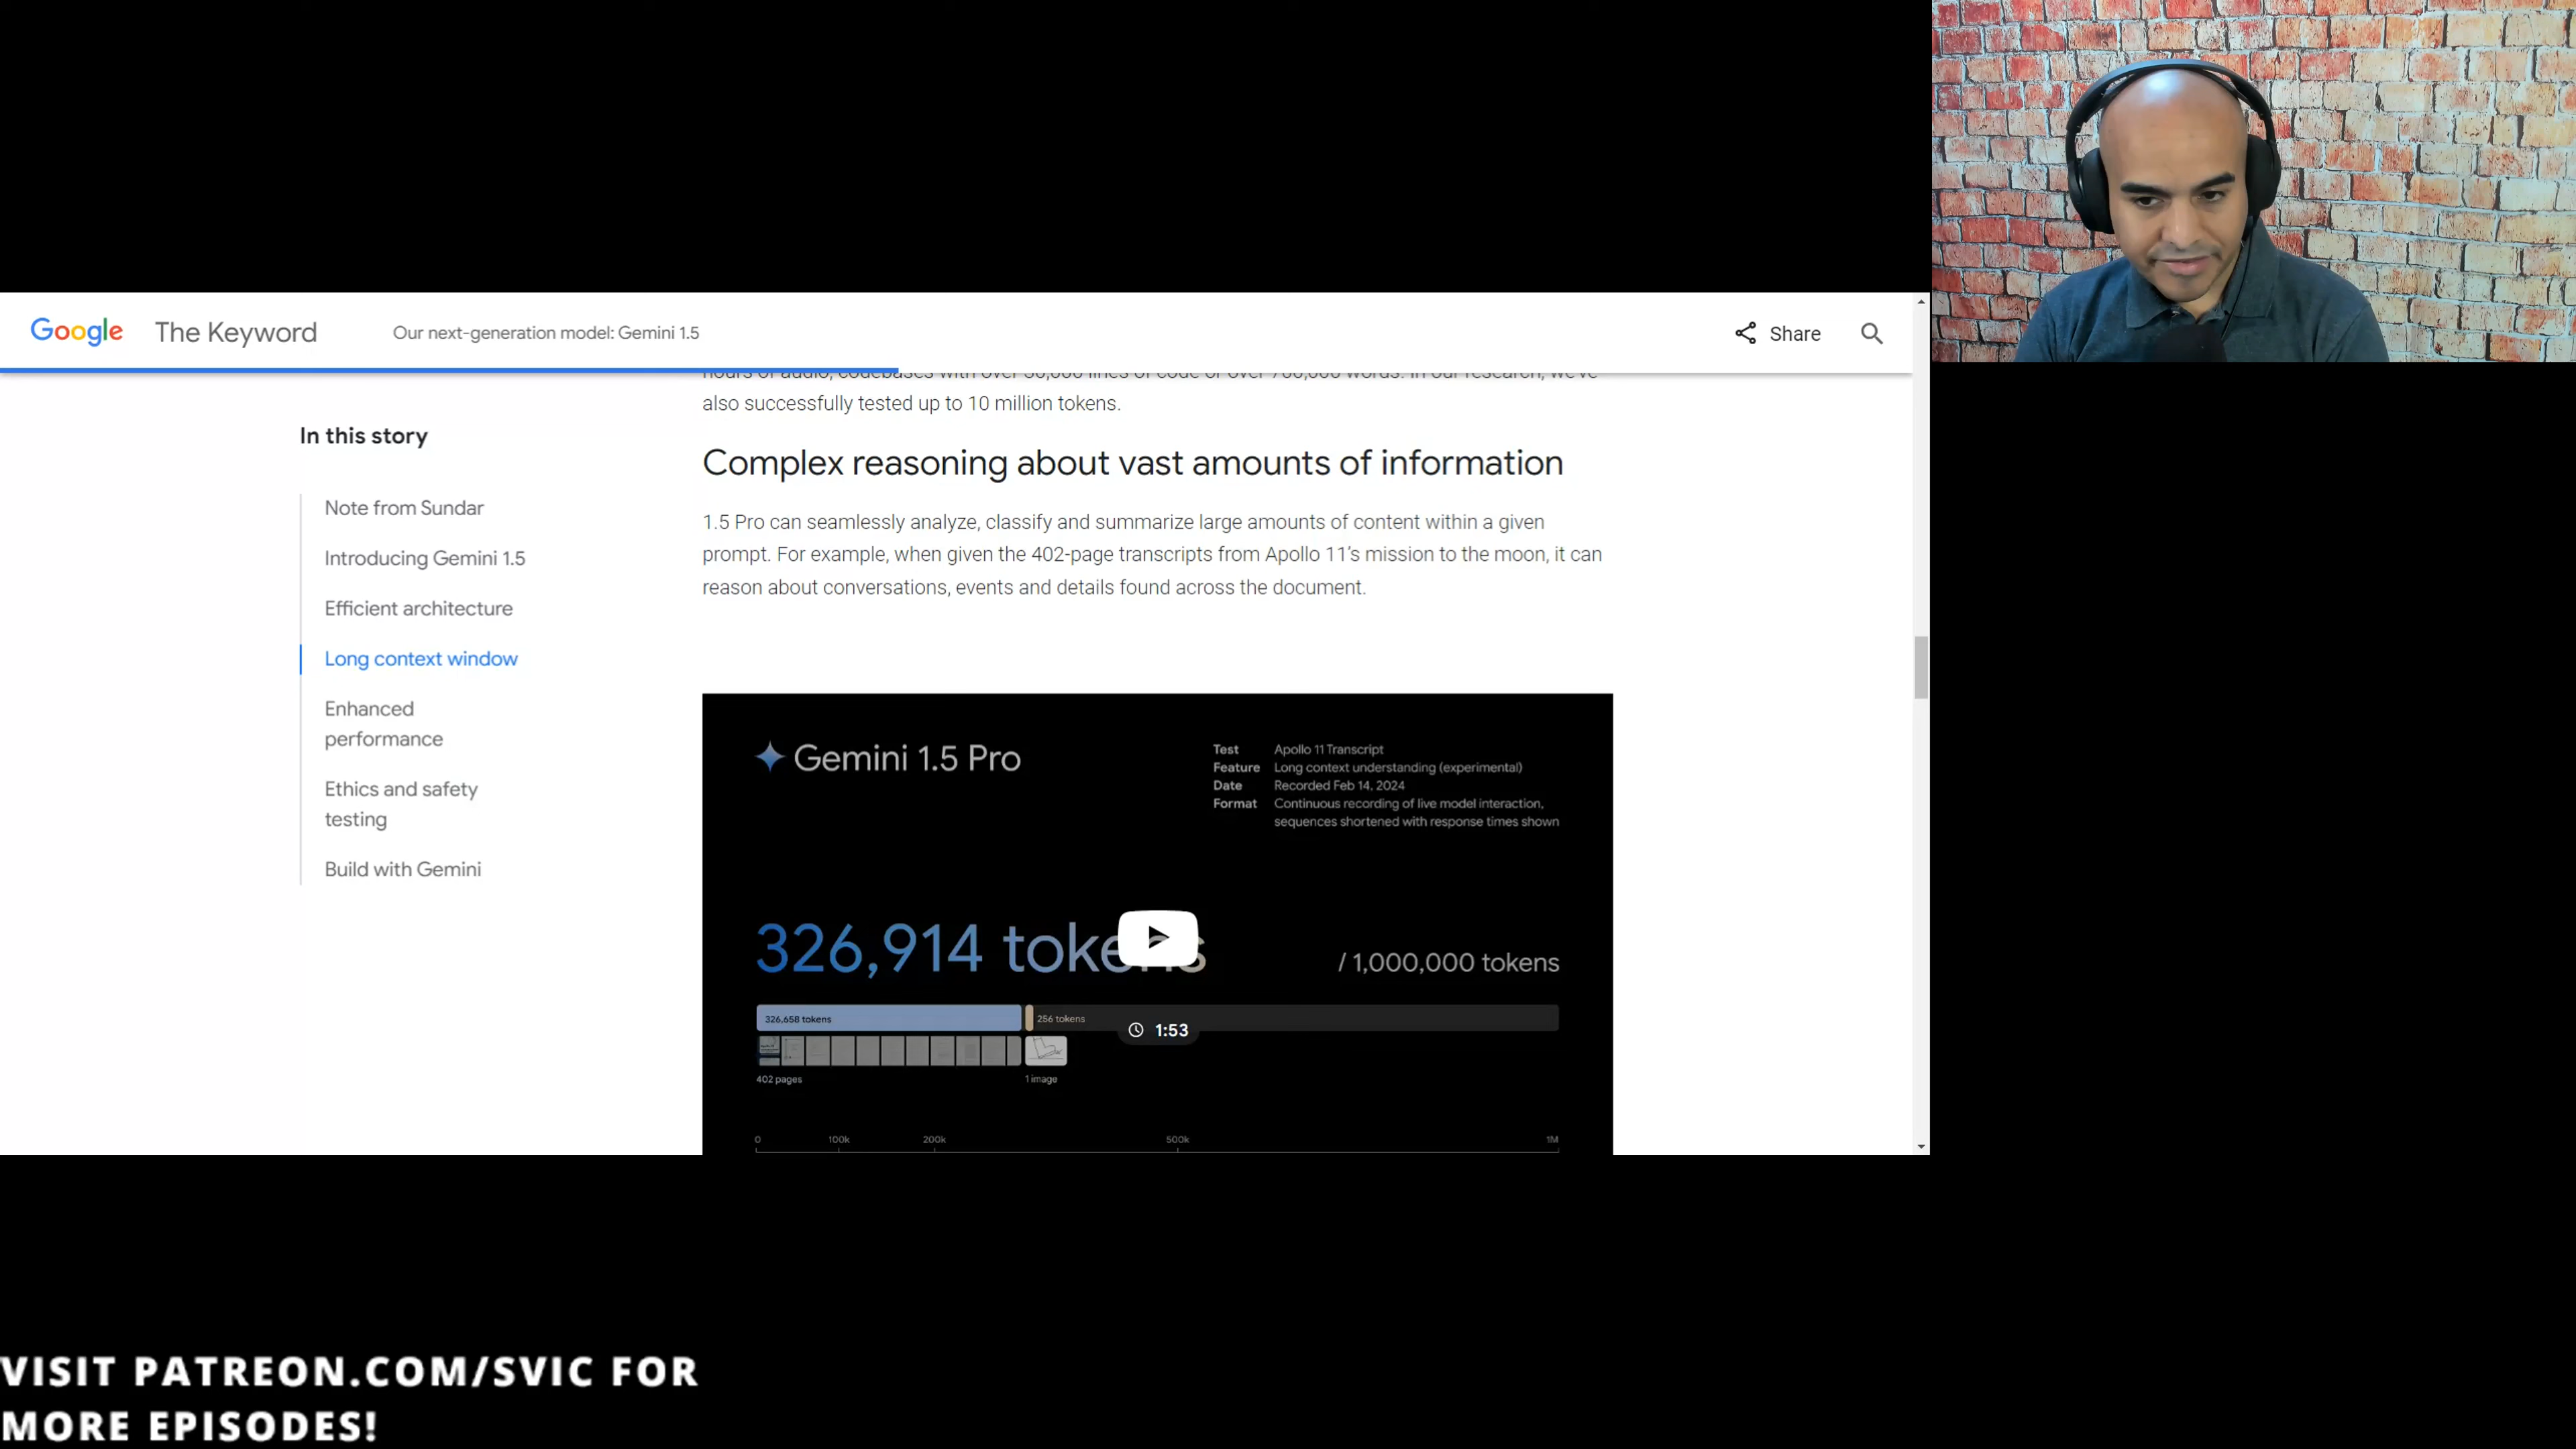 Google The Keyword Our next-generation model: Gemini 1.5 Share
also successfully tested up to 10 million tokens.
In this story
Note from Sundar
Introducing Gemini 1.5
Efficient architecture
Long context window
Enhanced
performance
Ethics and safety
testing
Build with Gemini
Complex reasoning about vast amounts of information
1.5 Pro can seamlessly analyze, classify and summarize large amounts of content within a given
prompt. For example, when given the 402-page transcripts from Apollo 11's mission to the moon, it can
reason about conversations, events and details found across the document.
Gemini 1.5 Pro
Test Apollo 11 Transcript
Feature Long context understanding (experimental)
Date Recorded Feb 14, 2024
Format Continuous recording of live model interaction,
sequences shortened with response times shown
326,914 tokens / 1,000,000 tokens
326,658 tokens 256 tokens
1:53
402 pages 1 image
0 100k 200k 500k 1M
VISIT PATREON.COM/SVIC FOR
MORE EPISODES!